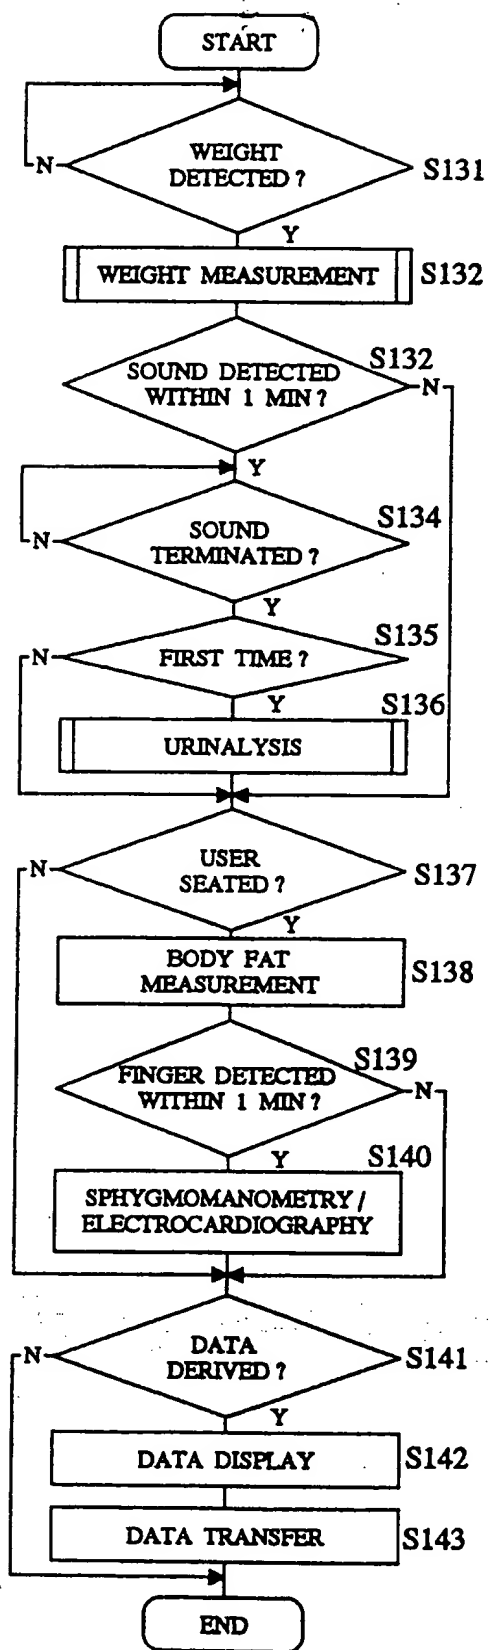 START
WEIGHT
DETECTED ?
N
S131
Y
WEIGHT MEASUREMENT
S132
S132
SOUND DETECTED
WITHIN 1 MIN ?
N
Y
S134
SOUND
TERMINATED ?
N
Y
S135
FIRST TIME ?
N
Y
S136
URINALYSIS
USER
SEATED ?
N
S137
Y
BODY FAT
MEASUREMENT
S138
S139
FINGER DETECTED
WITHIN 1 MIN ?
N
Y
S140
SPHYGMOMANOMETRY /
ELECTROCARDIOGRAPHY
DATA
DERIVED ?
N
S141
Y
DATA DISPLAY
S142
DATA TRANSFER
S143
END